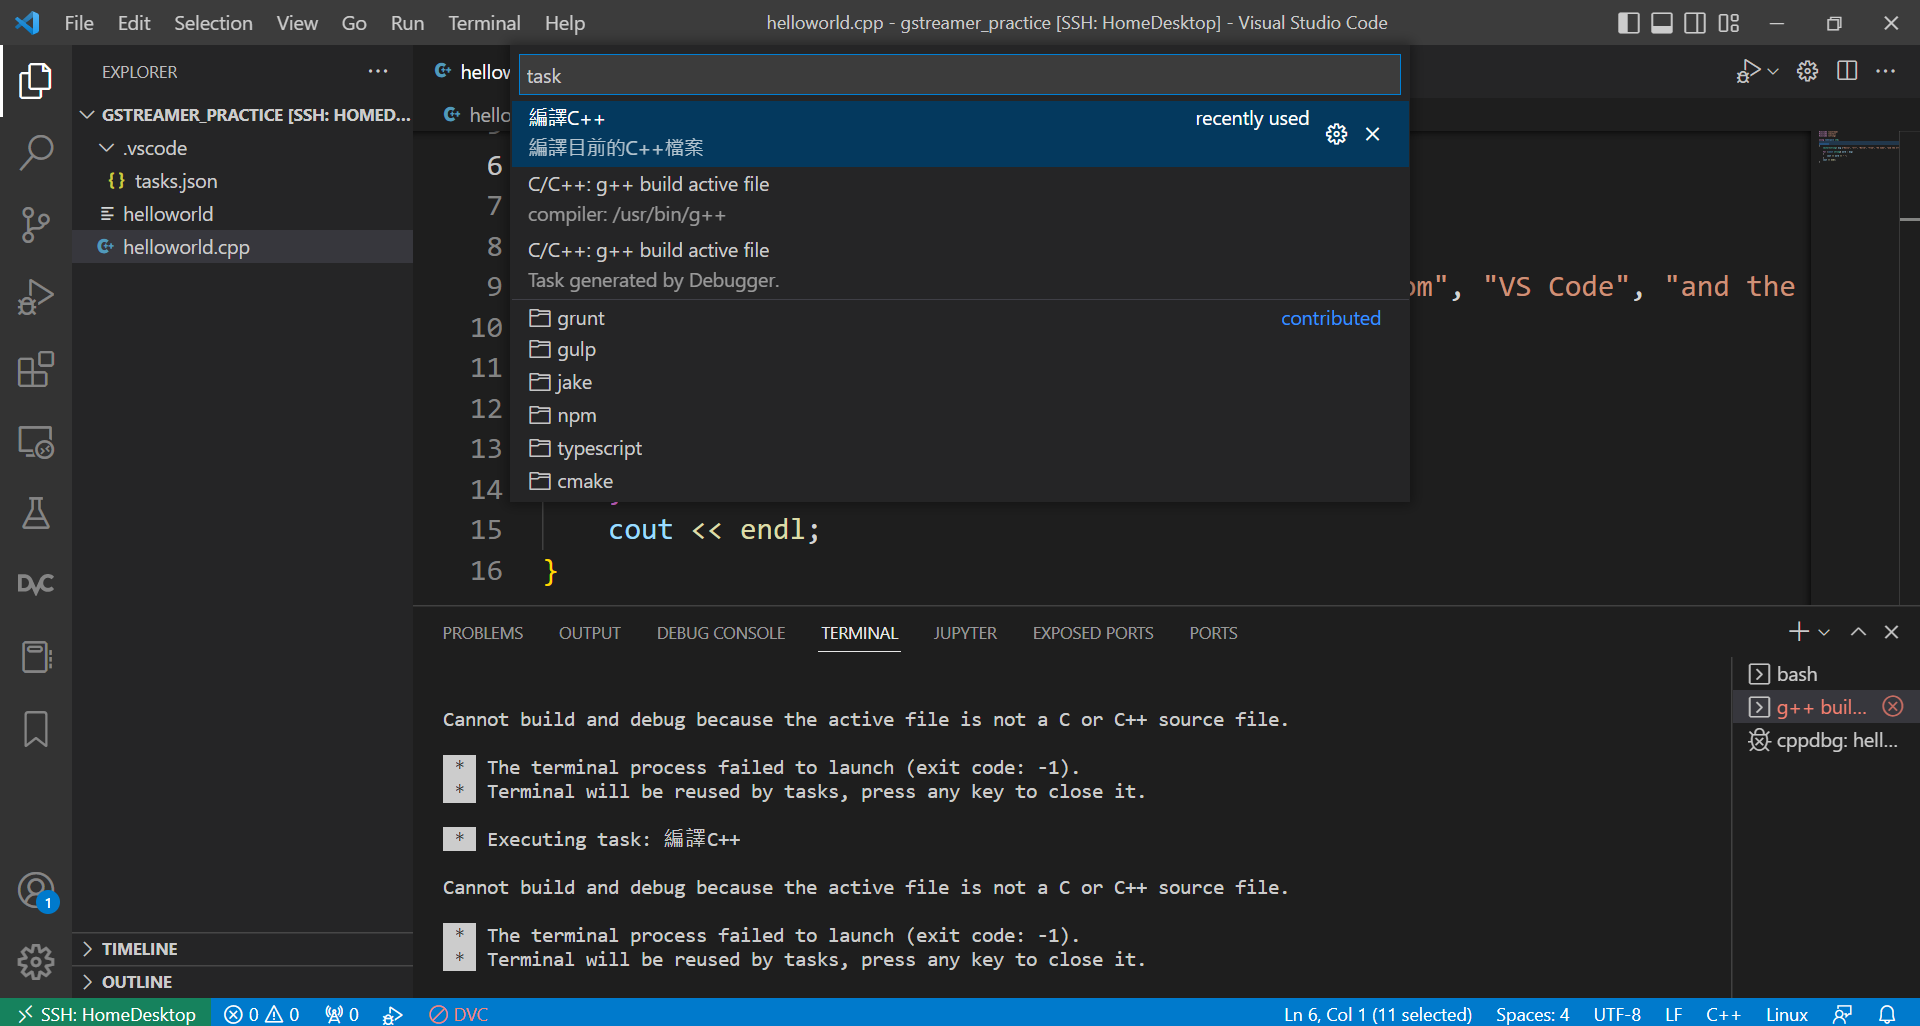 File Edit Selection View Go Run Terminal Help
helloworld.cpp - gstreamer_practice [SSH: HomeDesktop] - Visual Studio Code
EXPLORER
GSTREAMER_PRACTICE [SSH: HOMED...
.vscode
{} tasks.json
helloworld
helloworld.cpp
TIMELINE
OUTLINE
task
編譯C++
recently used
編譯目前的C++檔案
C/C++: g++ build active file
compiler: /usr/bin/g++
C/C++: g++ build active file
Task generated by Debugger.
grunt
contributed
gulp
jake
npm
typescript
cmake
6
7
8
9 om", "VS Code", "and the
10
11
12
13
14
15 cout << endl;
16 }
PROBLEMS OUTPUT DEBUG CONSOLE TERMINAL JUPYTER EXPOSED PORTS PORTS
Cannot build and debug because the active file is not a C or C++ source file.
* The terminal process failed to launch (exit code: -1).
* Terminal will be reused by tasks, press any key to close it.
* Executing task: 編譯C++
Cannot build and debug because the active file is not a C or C++ source file.
* The terminal process failed to launch (exit code: -1).
* Terminal will be reused by tasks, press any key to close it.
bash
g++ buil...
cppdbg: hell...
DVC
1
SSH: HomeDesktop 0 0 0 DVC
Ln 6, Col 1 (11 selected) Spaces: 4 UTF-8 LF C++ Linux